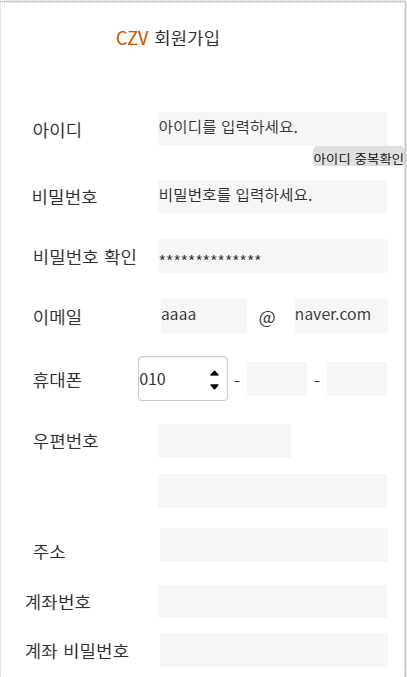 CZV 회원가입
아이디 아이디를 입력하세요.
아이디 중복확인
비밀번호 비밀번호를 입력하세요.
비밀번호 확인 **************
이메일 aaaa @ naver.com
휴대폰 010 - -
우편번호
주소
계좌번호
계좌 비밀번호